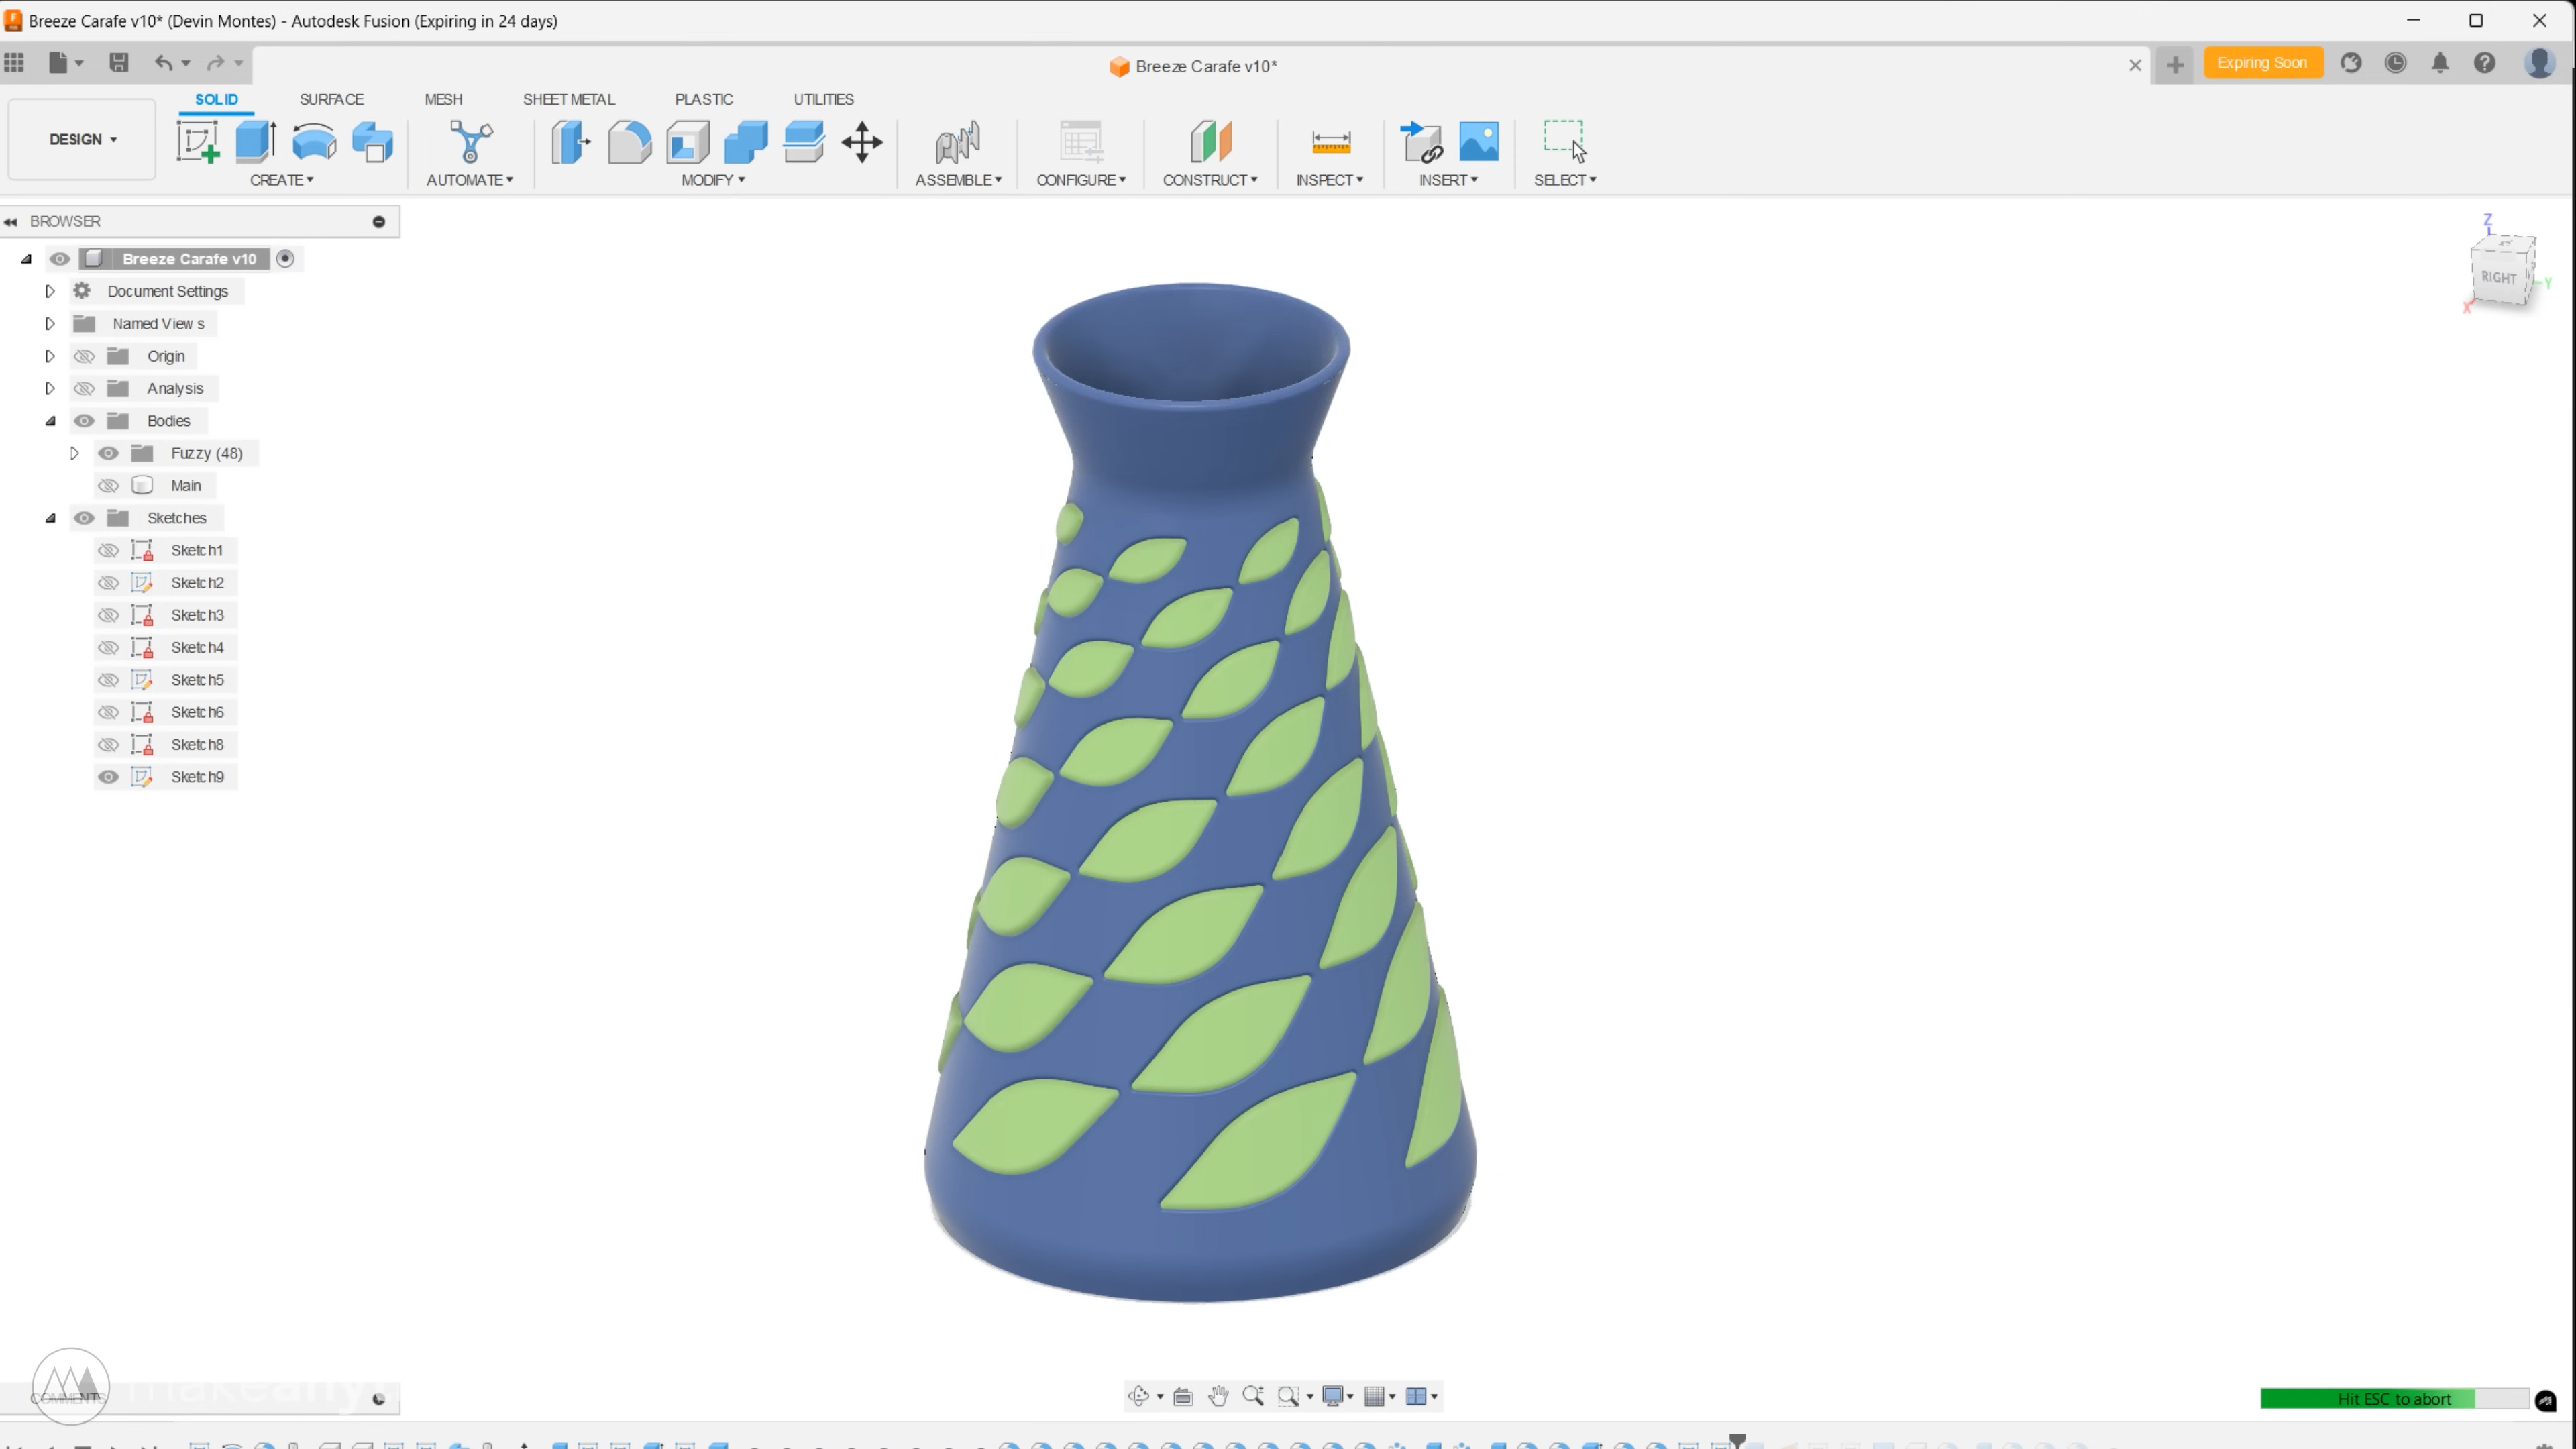 Breeze Carafe v10* (Devin Montes) - Autodesk Fusion (Expiring in 24 days)
Breeze Carafe v10*
Expiring Soon
DESIGN
SOLID SURFACE MESH SHEET METAL PLASTIC UTILITIES
CREATE AUTOMATE MODIFY ASSEMBLE CONFIGURE CONSTRUCT INSPECT INSERT SELECT
BROWSER
Breeze Carafe v10
Document Settings
Named Views
Origin
Analysis
Bodies
Fuzzy (48)
Main
Sketches
Sketch1
Sketch2
Sketch3
Sketch4
Sketch5
Sketch6
Sketch8
Sketch9
Z
RIGHT
Y
X
COMMENTS
Hit ESC to abort